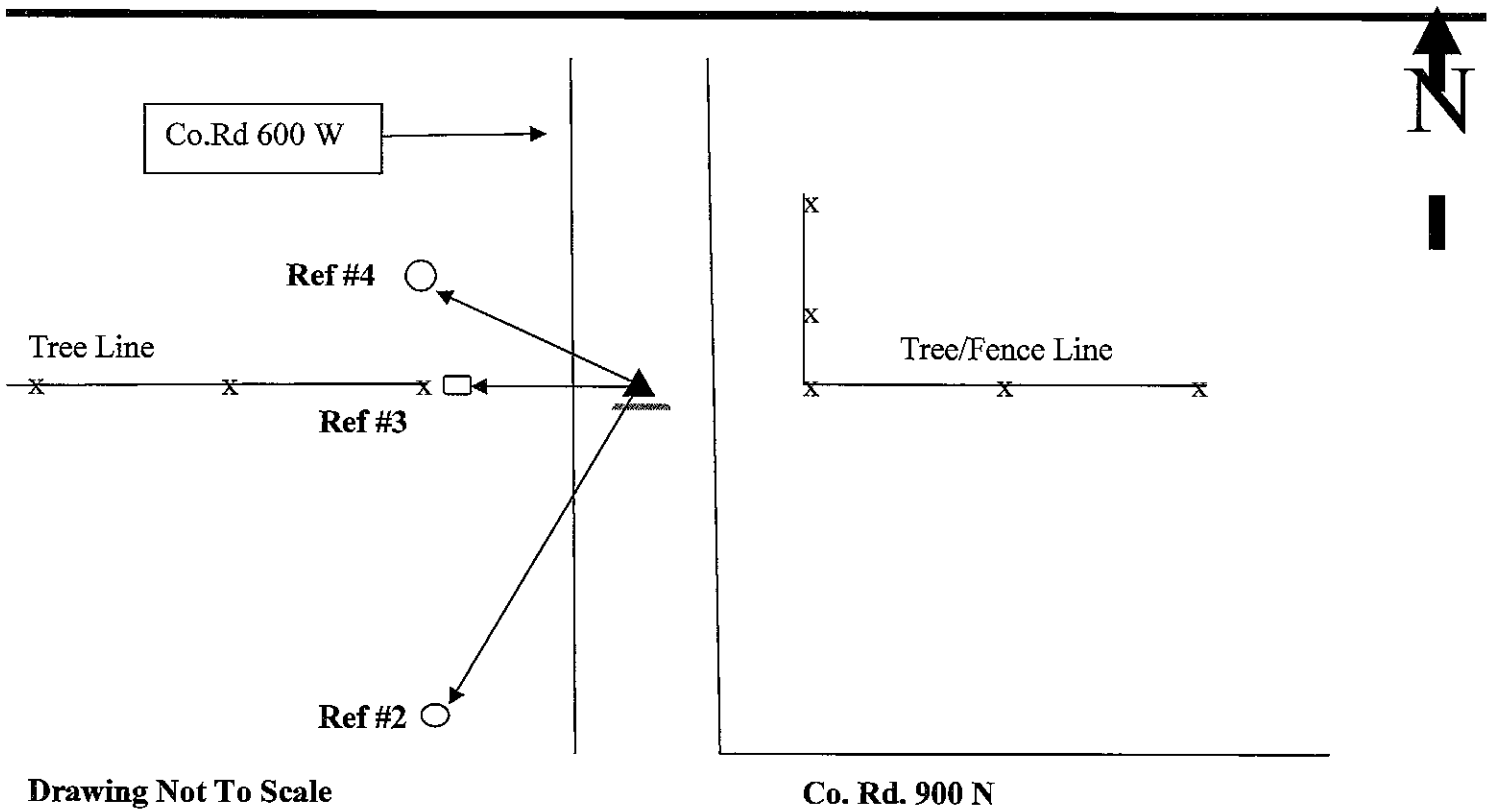 N
Co.Rd 600 W
x
Ref #4
x
Tree Line
Tree/Fence Line
x x x
x x x
Ref #3
Ref #2
Drawing Not To Scale
Co. Rd. 900 N